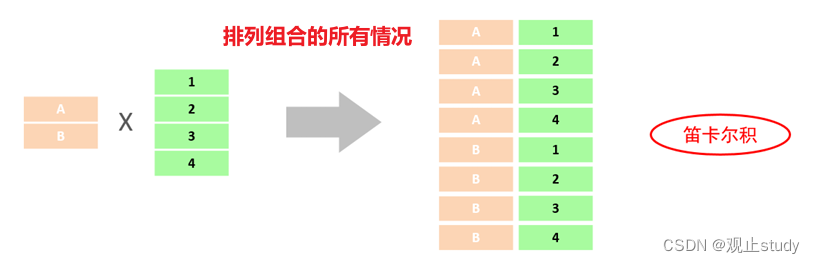 排列组合的所有情况
A
B
X
1
2
3
4
A 1
A 2
A 3
A 4
B 1
B 2
B 3
B 4
笛卡尔积
CSDN @观止study